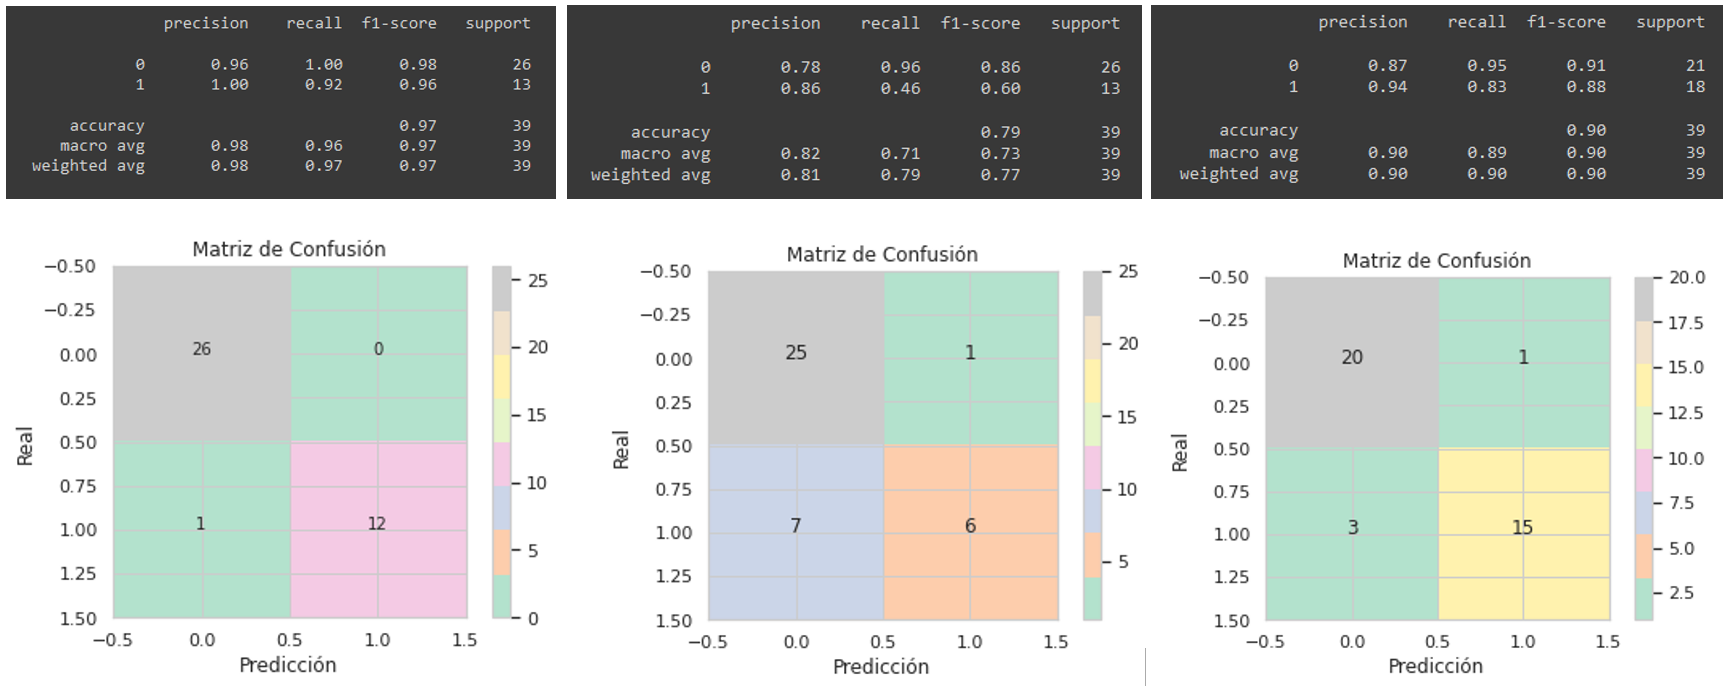 precision recall f1-score support
0 0.96 1.00 0.98 26
1 1.00 0.92 0.96 13
accuracy 0.97 39
macro avg 0.98 0.96 0.97 39
weighted avg 0.98 0.97 0.97 39
precision recall f1-score support
0 0.78 0.96 0.86 26
1 0.86 0.46 0.60 13
accuracy 0.79 39
macro avg 0.82 0.71 0.73 39
weighted avg 0.81 0.79 0.77 39
precision recall f1-score support
0 0.87 0.95 0.91 21
1 0.94 0.83 0.88 18
accuracy 0.90 39
macro avg 0.90 0.89 0.90 39
weighted avg 0.90 0.90 0.90 39
Matriz de Confusión
−0.50
−0.25
0.00
0.25
0.50
0.75
1.00
1.25
1.50
Real
26 0
1 12
−0.5 0.0 0.5 1.0 1.5
Predicción
25
20
15
10
5
0
Matriz de Confusión
−0.50
−0.25
0.00
0.25
0.50
0.75
1.00
1.25
1.50
Real
25 1
7 6
−0.5 0.0 0.5 1.0 1.5
Predicción
25
20
15
10
5
Matriz de Confusión
−0.50
−0.25
0.00
0.25
0.50
0.75
1.00
1.25
1.50
Real
20 1
3 15
−0.5 0.0 0.5 1.0 1.5
Predicción
20.0
17.5
15.0
12.5
10.0
7.5
5.0
2.5